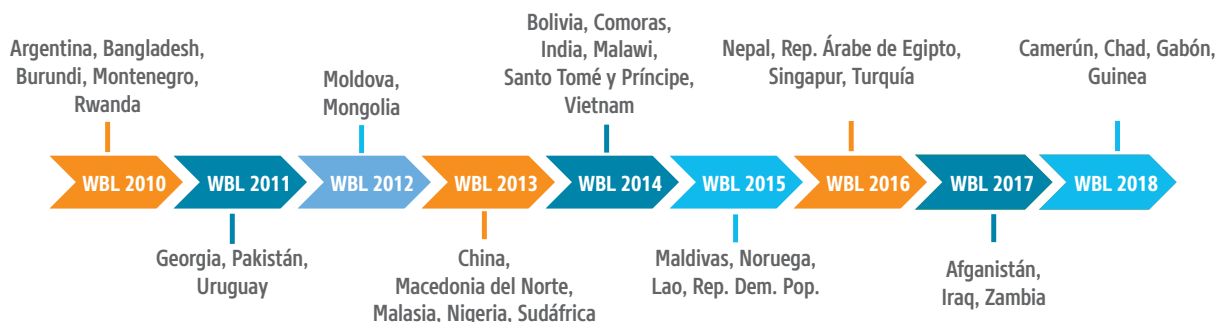 Argentina, Bangladesh,
Burundi, Montenegro,
Rwanda
Moldova,
Mongolia
Bolivia, Comoras,
India, Malawi,
Santo Tomé y Príncipe,
Vietnam
Nepal, Rep. Árabe de Egipto,
Singapur, Turquía
Camerún, Chad, Gabón,
Guinea
WBL 2010
WBL 2011
WBL 2012
WBL 2013
WBL 2014
WBL 2015
WBL 2016
WBL 2017
WBL 2018
Georgia, Pakistán,
Uruguay
China,
Macedonia del Norte,
Malasia, Nigeria, Sudáfrica
Maldivas, Noruega,
Lao, Rep. Dem. Pop.
Afganistán,
Iraq, Zambia